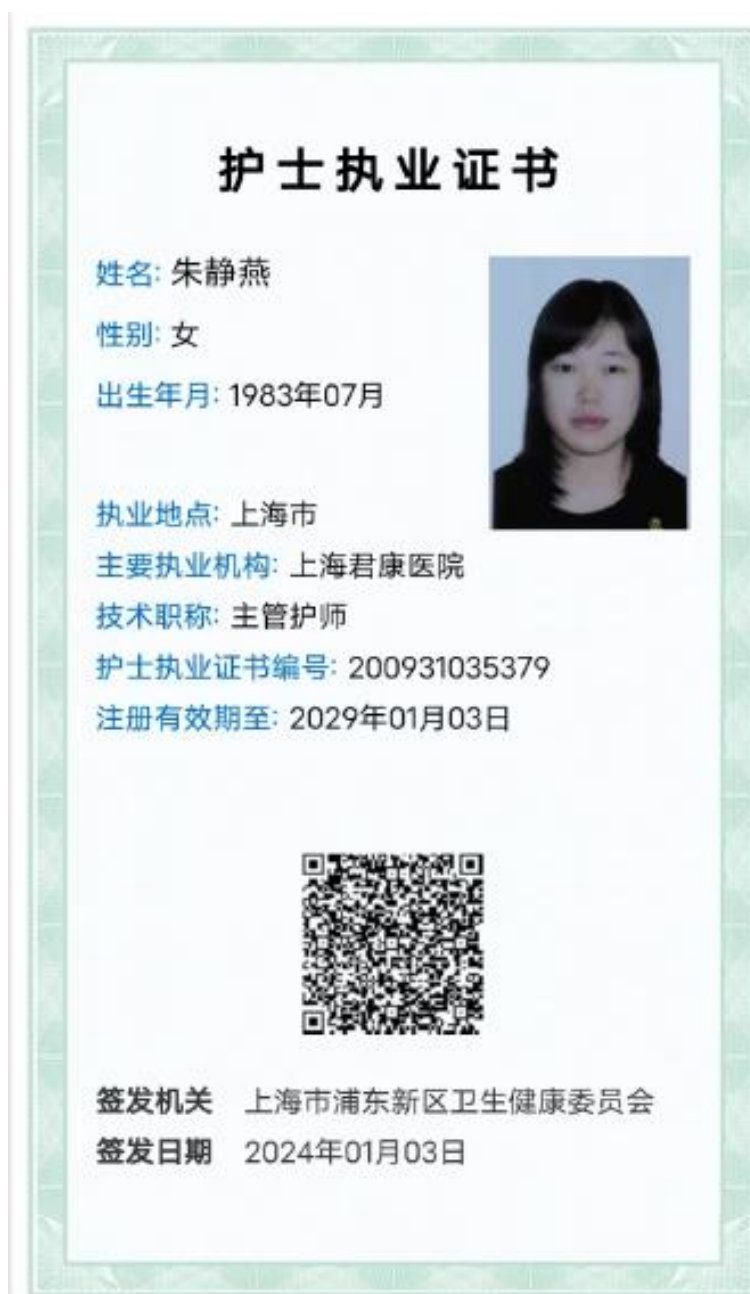 护士执业证书
姓名: 朱静燕
性别: 女
出生年月: 1983年07月
执业地点: 上海市
主要执业机构: 上海君康医院
技术职称: 主管护师
护士执业证书编号: 200931035379
注册有效期至: 2029年01月03日
签发机关 上海市浦东新区卫生健康委员会
签发日期 2024年01月03日